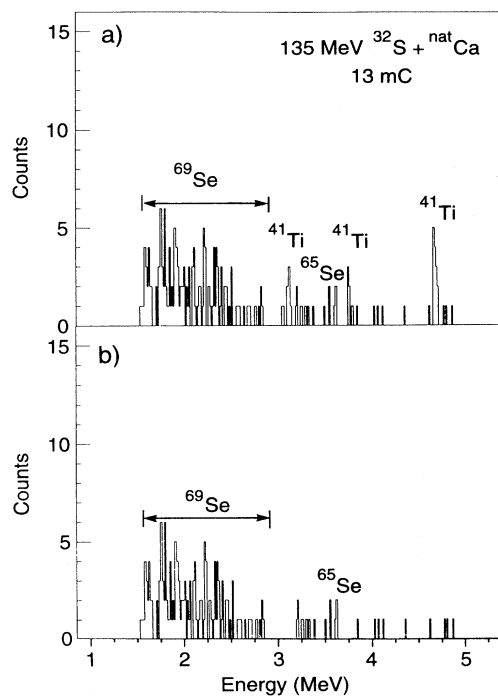 a)
135 MeV ³²S + ⁿᵃᵗCa
13 mC
15
10
5
0
Counts
⁶⁹Se
⁴¹Ti
⁶⁵Se
⁴¹Ti
⁴¹Ti
b)
15
10
5
0
Counts
⁶⁹Se
⁶⁵Se
1 2 3 4 5
Energy (MeV)